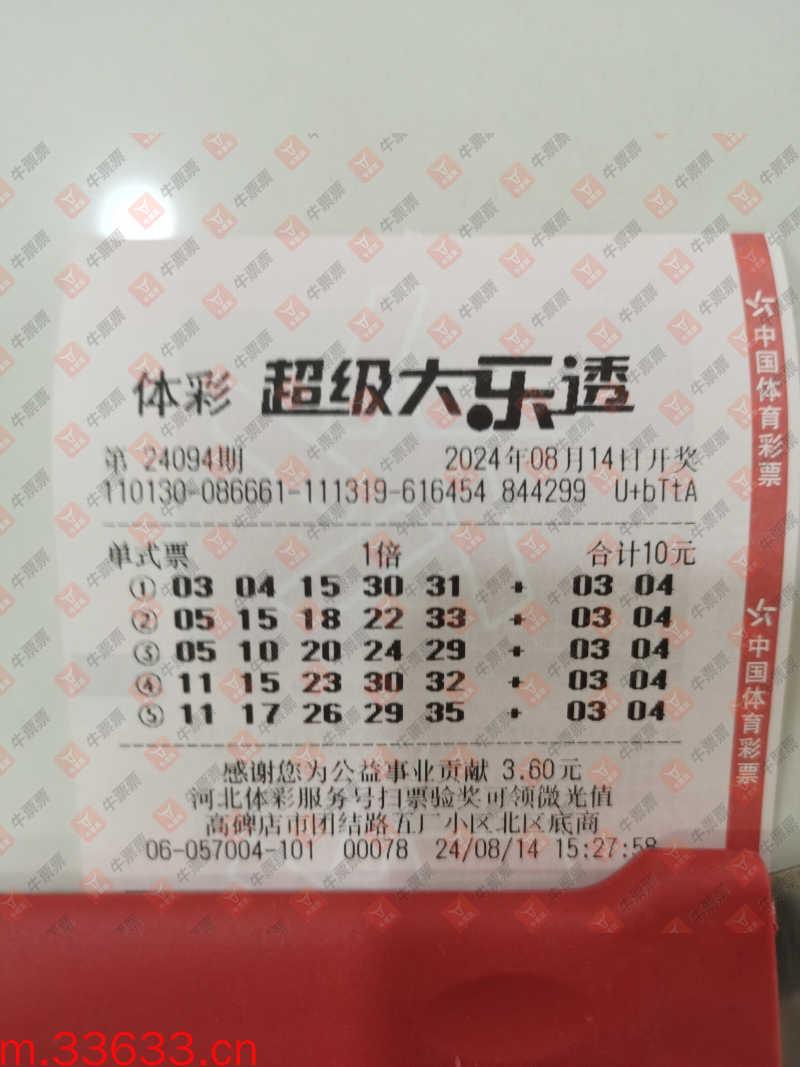 体彩 超级大乐透
第 24094期 2024年08月14日开奖
110130-086661-111319-616454 844299 U+bTtA
单式票 1倍 合计10元
① 03 04 15 30 31 + 03 04
② 05 15 18 22 33 + 03 04
③ 05 10 20 24 29 + 03 04
④ 11 15 23 30 32 + 03 04
⑤ 11 17 26 29 35 + 03 04
感谢您为公益事业贡献 3.60元
河北体彩服务号扫票验奖可领微光值
高碑店市团结路五厂小区北区底商
06-057004-101 00078 24/08/14 15:27:58
中国体育彩票
中国体育彩票
牛票票
m.33633.cn